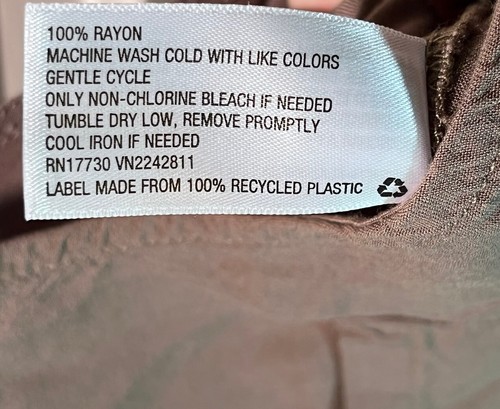 100% RAYON
MACHINE WASH COLD WITH LIKE COLORS
GENTLE CYCLE
ONLY NON-CHLORINE BLEACH IF NEEDED
TUMBLE DRY LOW, REMOVE PROMPTLY
COOL IRON IF NEEDED
RN17730 VN2242811
LABEL MADE FROM 100% RECYCLED PLASTIC